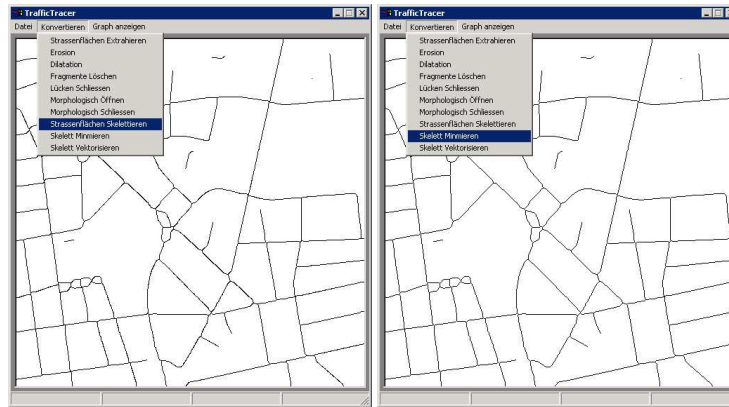 TrafficTracer
Datei Konvertieren Graph anzeigen
Strassenflächen Extrahieren
Erosion
Dilatation
Fragmente Löschen
Lücken Schliessen
Morphologisch Öffnen
Morphologisch Schliessen
Strassenflächen Skelettieren
Skelett Minmieren
Skelett Vektorisieren
TrafficTracer
Datei Konvertieren Graph anzeigen
Strassenflächen Extrahieren
Erosion
Dilatation
Fragmente Löschen
Lücken Schliessen
Morphologisch Öffnen
Morphologisch Schliessen
Strassenflächen Skelettieren
Skelett Minmieren
Skelett Vektorisieren